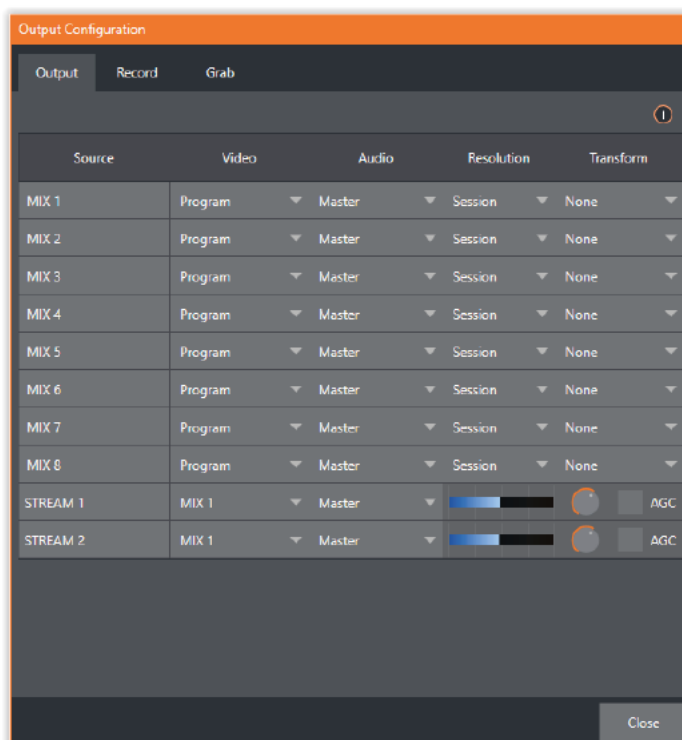 Output Configuration
Output Record Grab
Source Video Audio Resolution Transform
MIX 1 Program Master Session None
MIX 2 Program Master Session None
MIX 3 Program Master Session None
MIX 4 Program Master Session None
MIX 5 Program Master Session None
MIX 6 Program Master Session None
MIX 7 Program Master Session None
MIX 8 Program Master Session None
STREAM 1 MIX 1 Master AGC
STREAM 2 MIX 1 Master AGC
Close